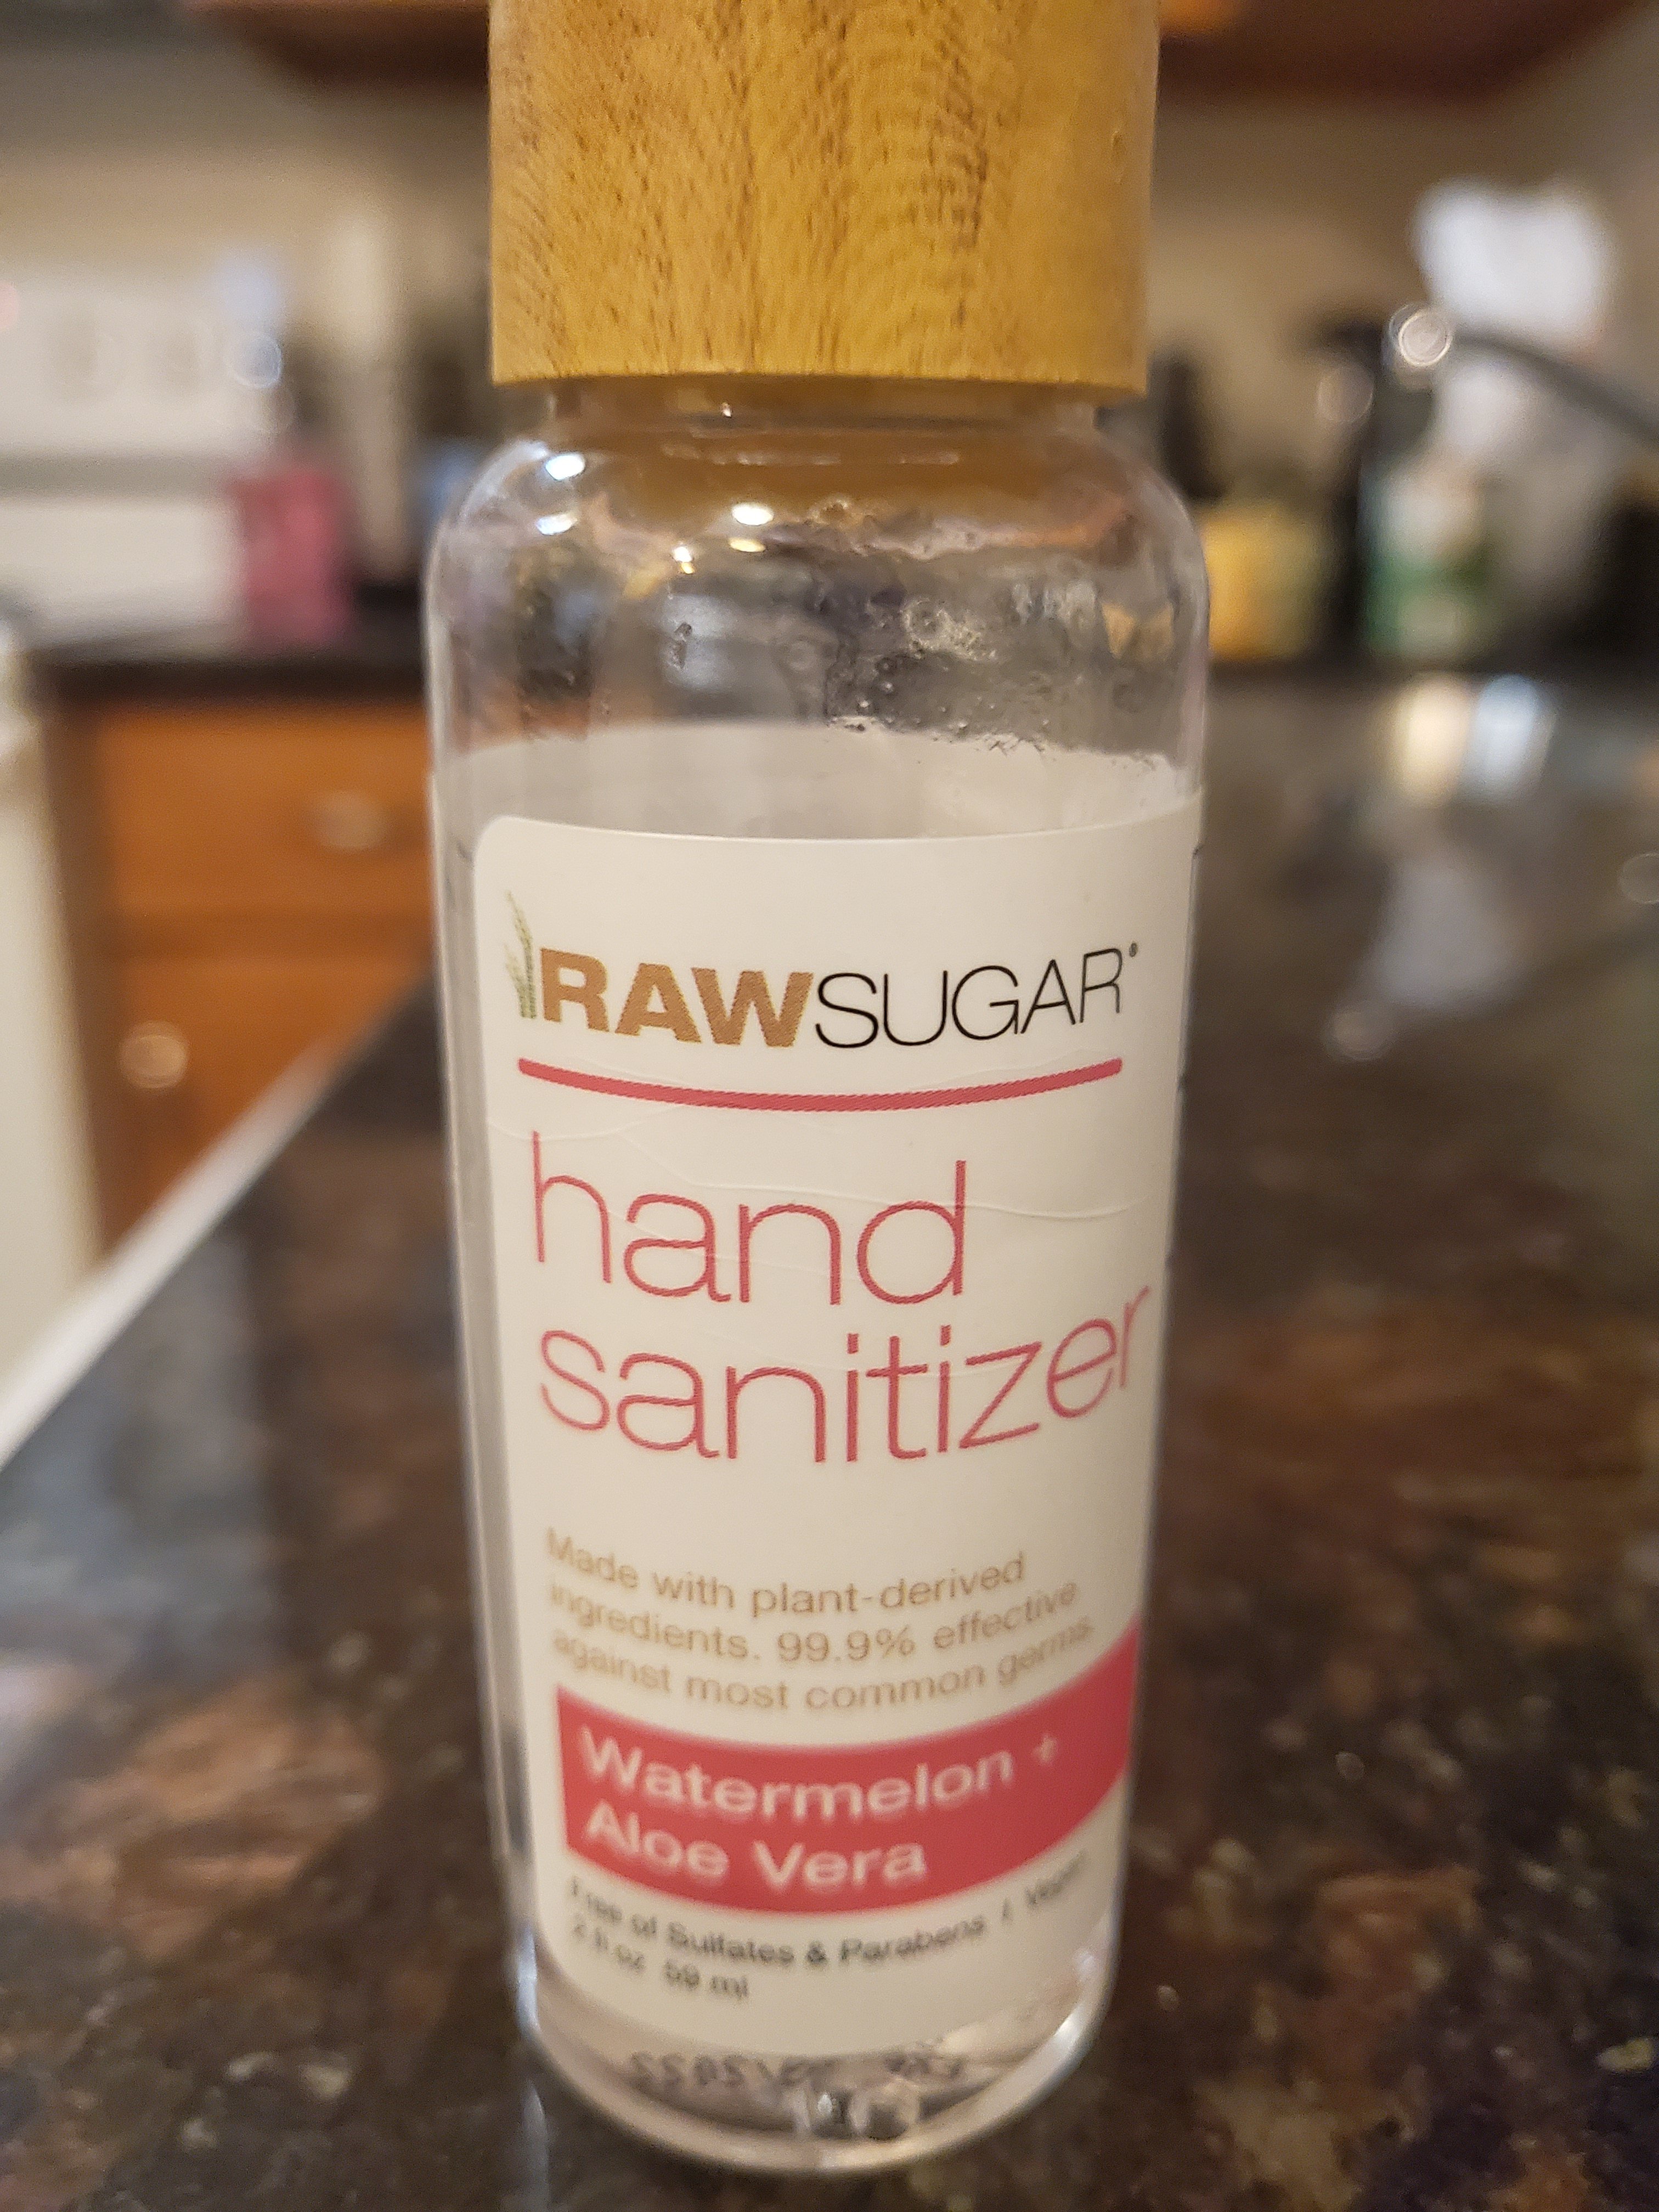 RAWSUGAR®
hand
sanitizer
Made with plant-derived
ingredients. 99.9% effective
against most common germs.
Watermelon +
Aloe Vera
Free of Sulfates & Parabens / Vegan
2 fl oz 59 ml